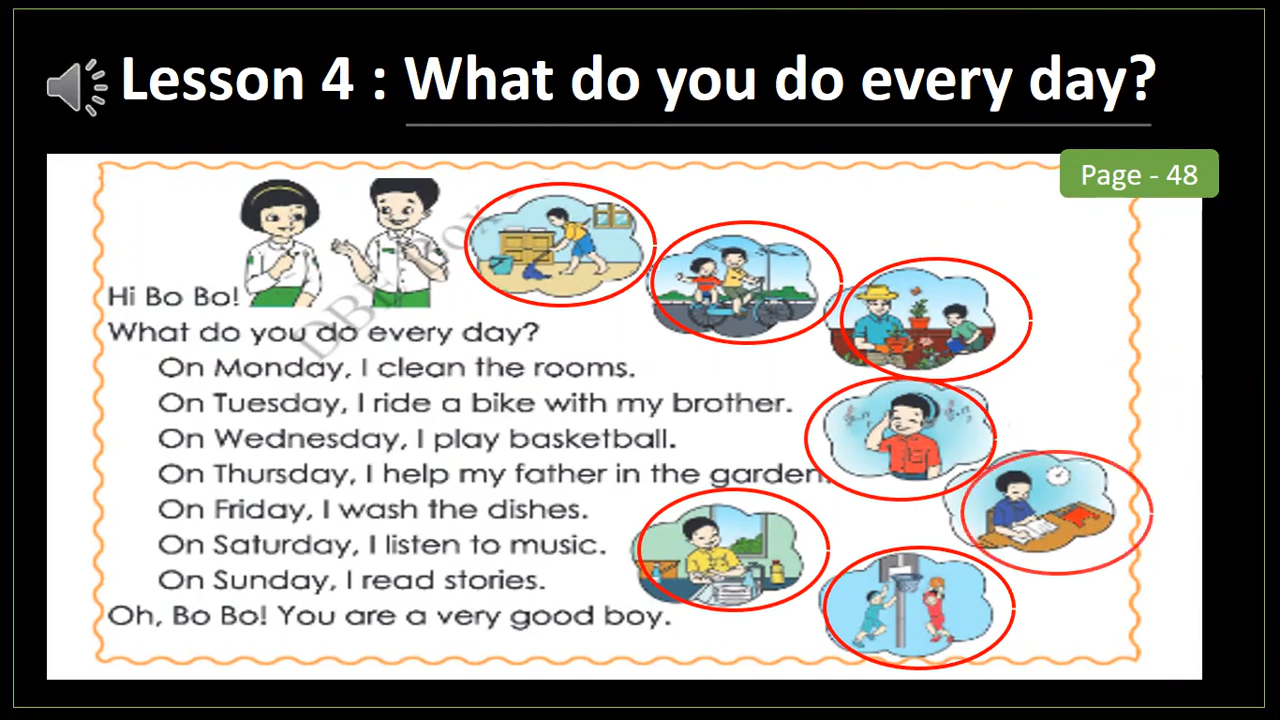 Lesson 4 : What do you do every day?
Page - 48
Hi Bo Bo!
What do you do every day?
On Monday, I clean the rooms.
On Tuesday, I ride a bike with my brother.
On Wednesday, I play basketball.
On Thursday, I help my father in the garden.
On Friday, I wash the dishes.
On Saturday, I listen to music.
On Sunday, I read stories.
Oh, Bo Bo! You are a very good boy.